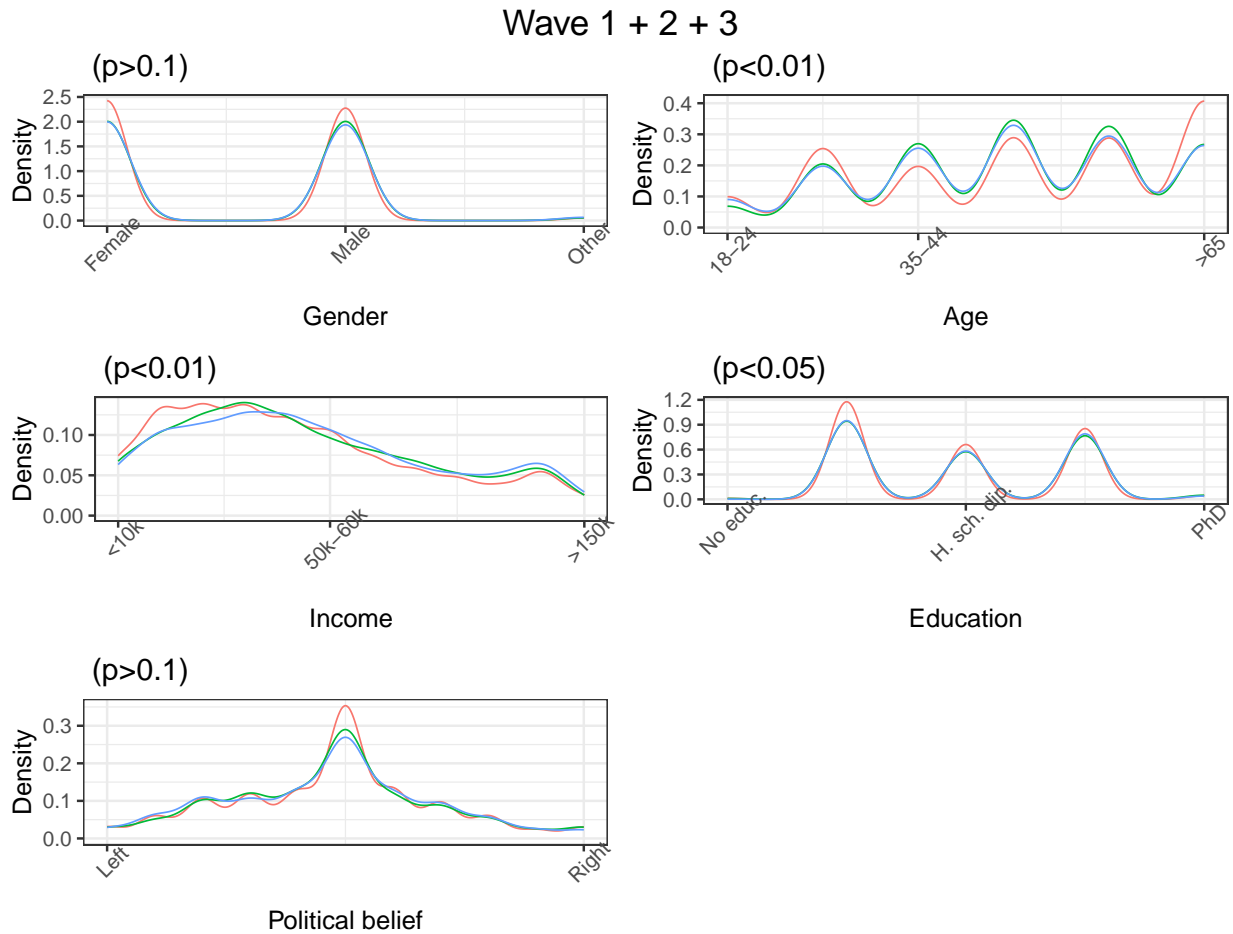 Wave 1 + 2 + 3
(p>0.1)
Density
2.5
2.0
1.5
1.0
0.5
0.0
Female
Male
Other
Gender
(p<0.01)
Density
0.4
0.3
0.2
0.1
0.0
18−24
35−44
>65
Age
(p<0.01)
Density
0.10
0.05
0.00
<10k
50k−60k
>150k
Income
(p<0.05)
Density
1.2
0.9
0.6
0.3
0.0
No educ.
H. sch. dip.
PhD
Education
(p>0.1)
Density
0.3
0.2
0.1
0.0
Left
Right
Political belief